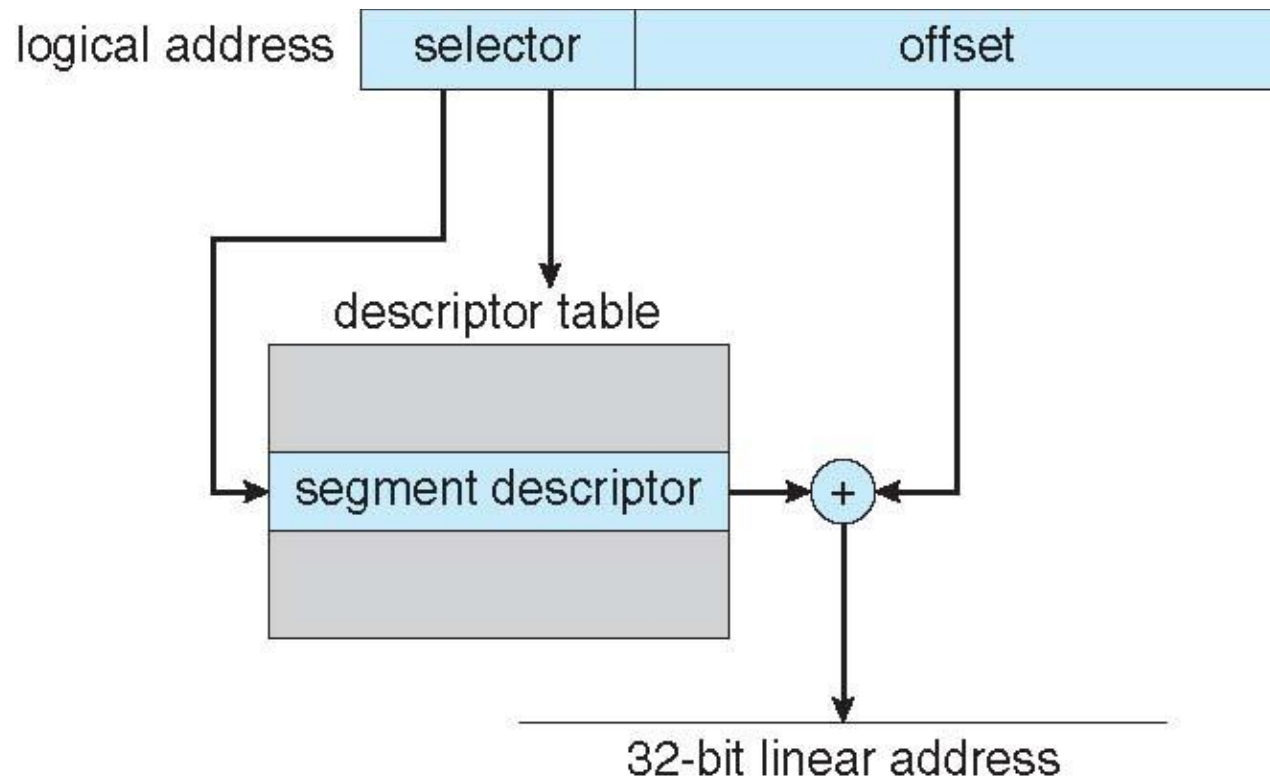 logical address selector offset
descriptor table
segment descriptor +
32-bit linear address